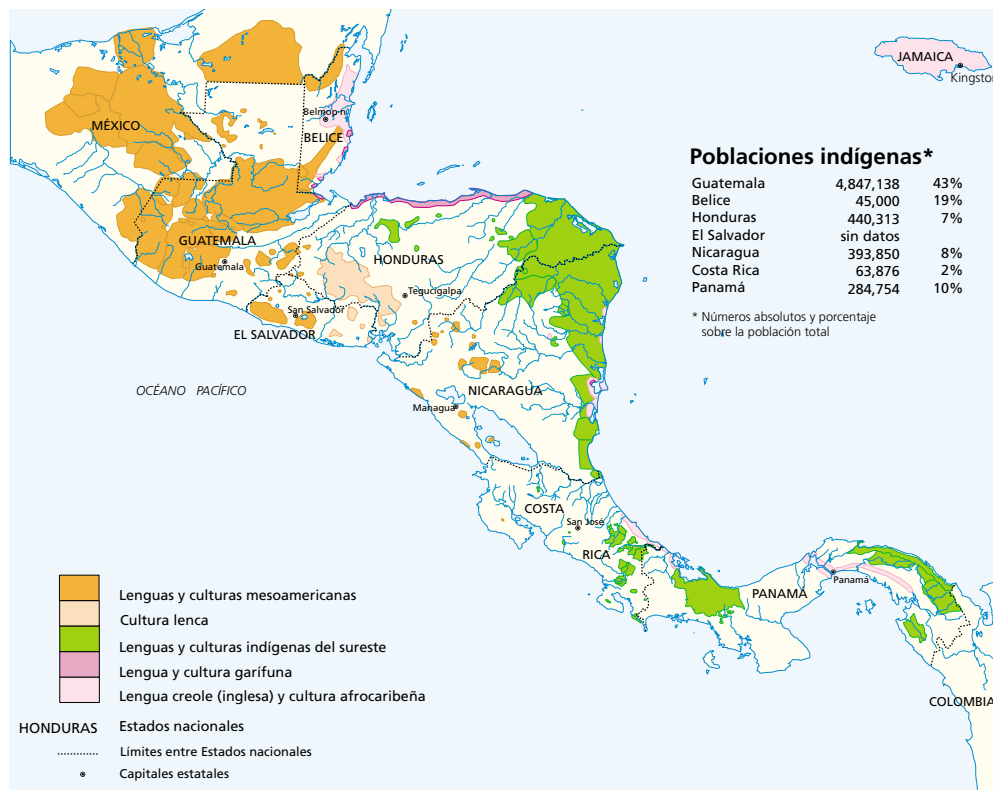 JAMAICA
Kingston
Belmop n
MÉXICO
BELICE
Poblaciones indígenas*
Guatemala 4,847,138 43%
Belice 45,000 19%
Honduras 440,313 7%
El Salvador sin datos
Nicaragua 393,850 8%
Costa Rica 63,876 2%
Panamá 284,754 10%
* Números absolutos y porcentaje
sobre la población total
GUATEMALA
Guatemala
HONDURAS
Tegucigalpa
San Salvador
EL SALVADOR
OCÉANO PACÍFICO
NICARAGUA
Managua
COSTA
San José
RICA
Panamá
PANAMÁ
COLOMBIA
Lenguas y culturas mesoamericanas
Cultura lenca
Lenguas y culturas indígenas del sureste
Lengua y cultura garífuna
Lengua creole (inglesa) y cultura afrocaribeña
HONDURAS Estados nacionales
Límites entre Estados nacionales
Capitales estatales